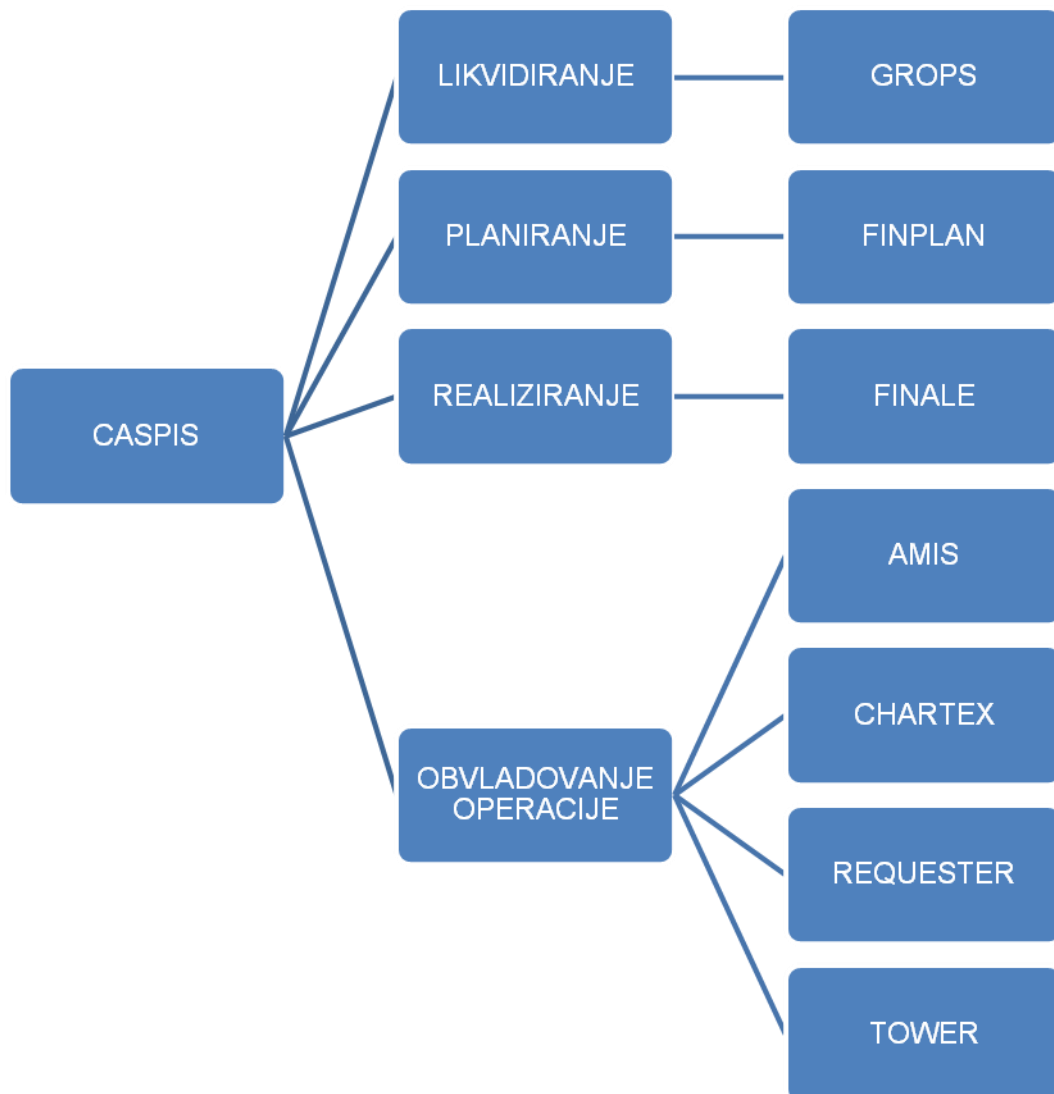 LIKVIDIRANJE
GROPS
PLANIRANJE
FINPLAN
REALIZIRANJE
FINALE
CASPIS
AMIS
CHARTEX
OBVLADOVANJE
OPERACIJE
REQUESTER
TOWER